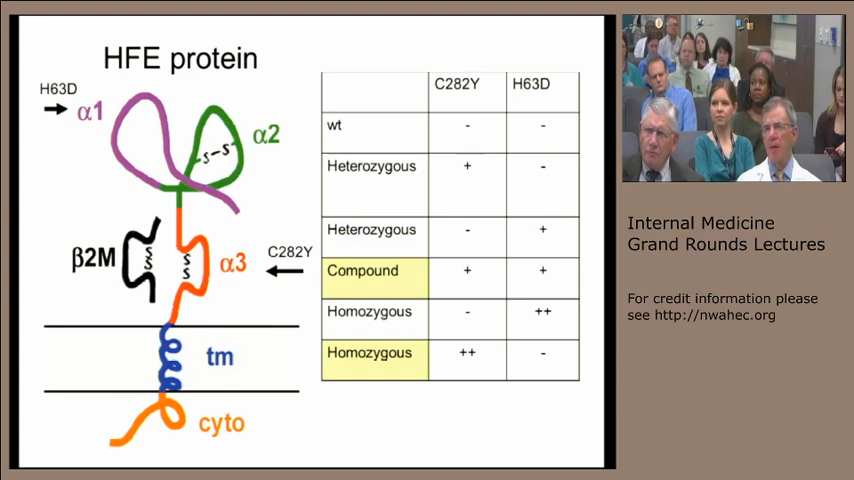 HFE protein
H63D
α1
α2
s-s
β2M
s
s
s
s
s
s
α3
C282Y
tm
cyto
C282Y H63D
wt - -
Heterozygous + -
Heterozygous - +
Compound + +
Homozygous - ++
Homozygous ++ -
Internal Medicine
Grand Rounds Lectures
For credit information please
see http://nwahec.org